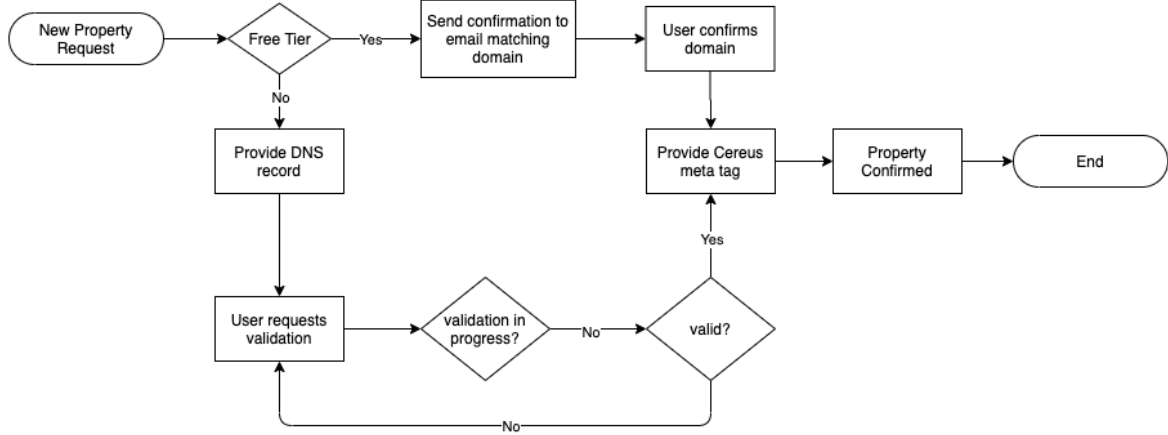 New Property
Request
Free Tier
Yes
Send confirmation to
email matching
domain
User confirms
domain
No
Provide DNS
record
Provide Cereus
meta tag
Property
Confirmed
End
Yes
User requests
validation
validation in
progress?
No
valid?
No